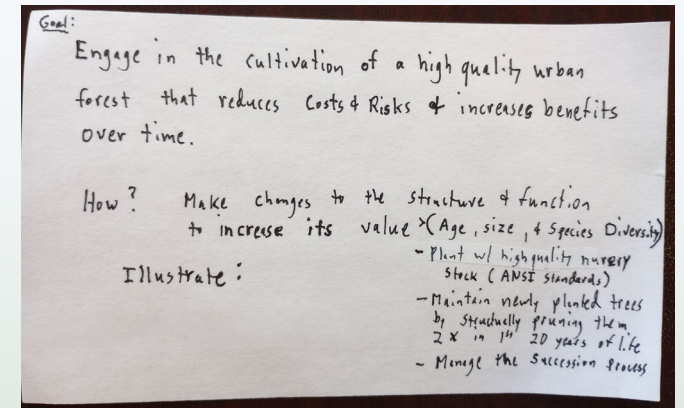 Goal:
Engage in the cultivation of a high quality urban
forest that reduces Costs & Risks & increases benefits
over time.
How? Make changes to the structure & function
to increase its value > (Age, size, & Species Diversity)
- Plant w/ high quality nursery
Stock (ANSI Standards)
Illustrate:
- Maintain newly planted trees
by structually pruning them
2 x in 1st 20 years of life
- Manage the Succession Process